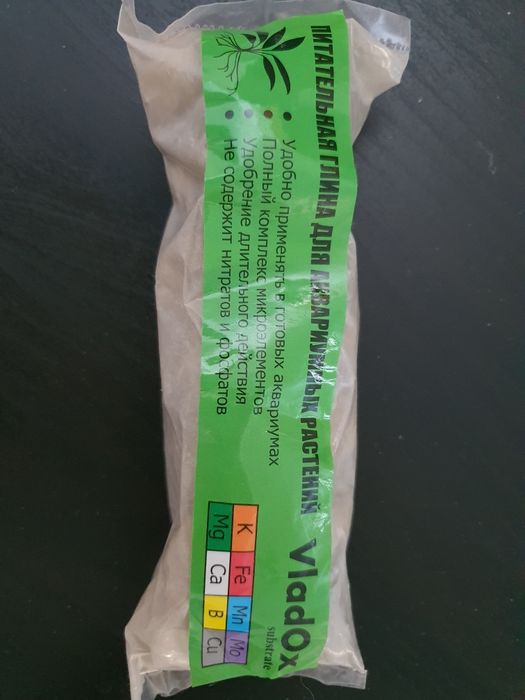 ПИТАТЕЛЬНАЯ ГЛИНА ДЛЯ АКВАРИУМНЫХ РАСТЕНИЙ
• Удобно применять в готовых аквариумах
• Полный комплекс микроэлементов
• Удобрение длительного действия
• Не содержит нитратов и фосфатов
VladOx
substrate
K Fe Mn Mo
Mg Ca B Cu